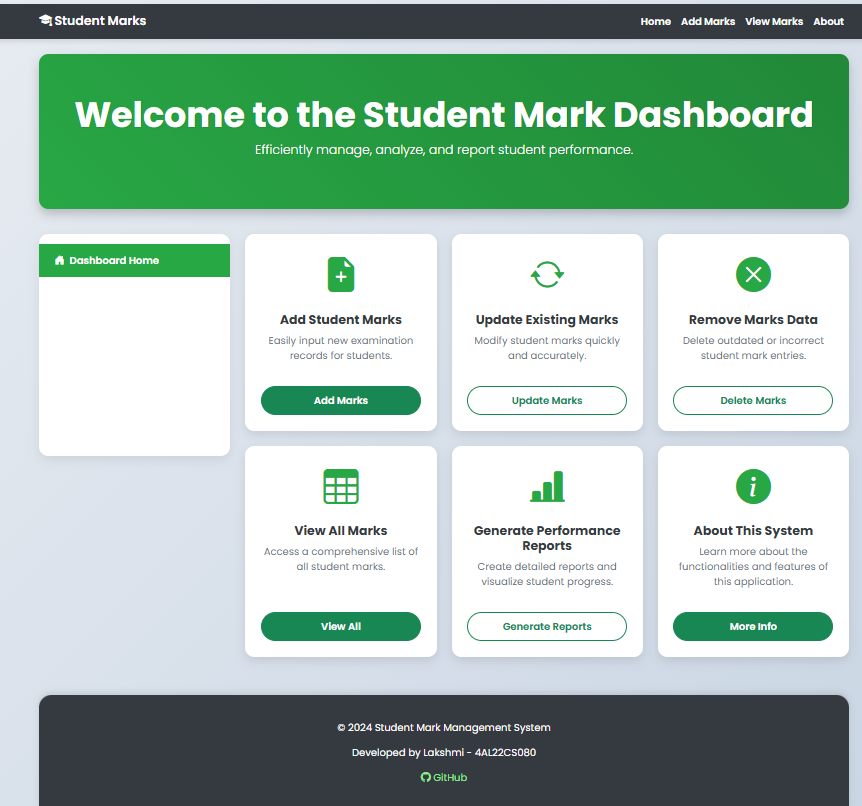 Student Marks
Home Add Marks View Marks About
Welcome to the Student Mark Dashboard
Efficiently manage, analyze, and report student performance.
Dashboard Home
Add Student Marks
Easily input new examination
records for students.
Add Marks
Update Existing Marks
Modify student marks quickly
and accurately.
Update Marks
Remove Marks Data
Delete outdated or incorrect
student mark entries.
Delete Marks
View All Marks
Access a comprehensive list of
all student marks.
View All
Generate Performance
Reports
Create detailed reports and
visualize student progress.
Generate Reports
About This System
Learn more about the
functionalities and features of
this application.
More Info
© 2024 Student Mark Management System
Developed by Lakshmi - 4AL22CS080
GitHub